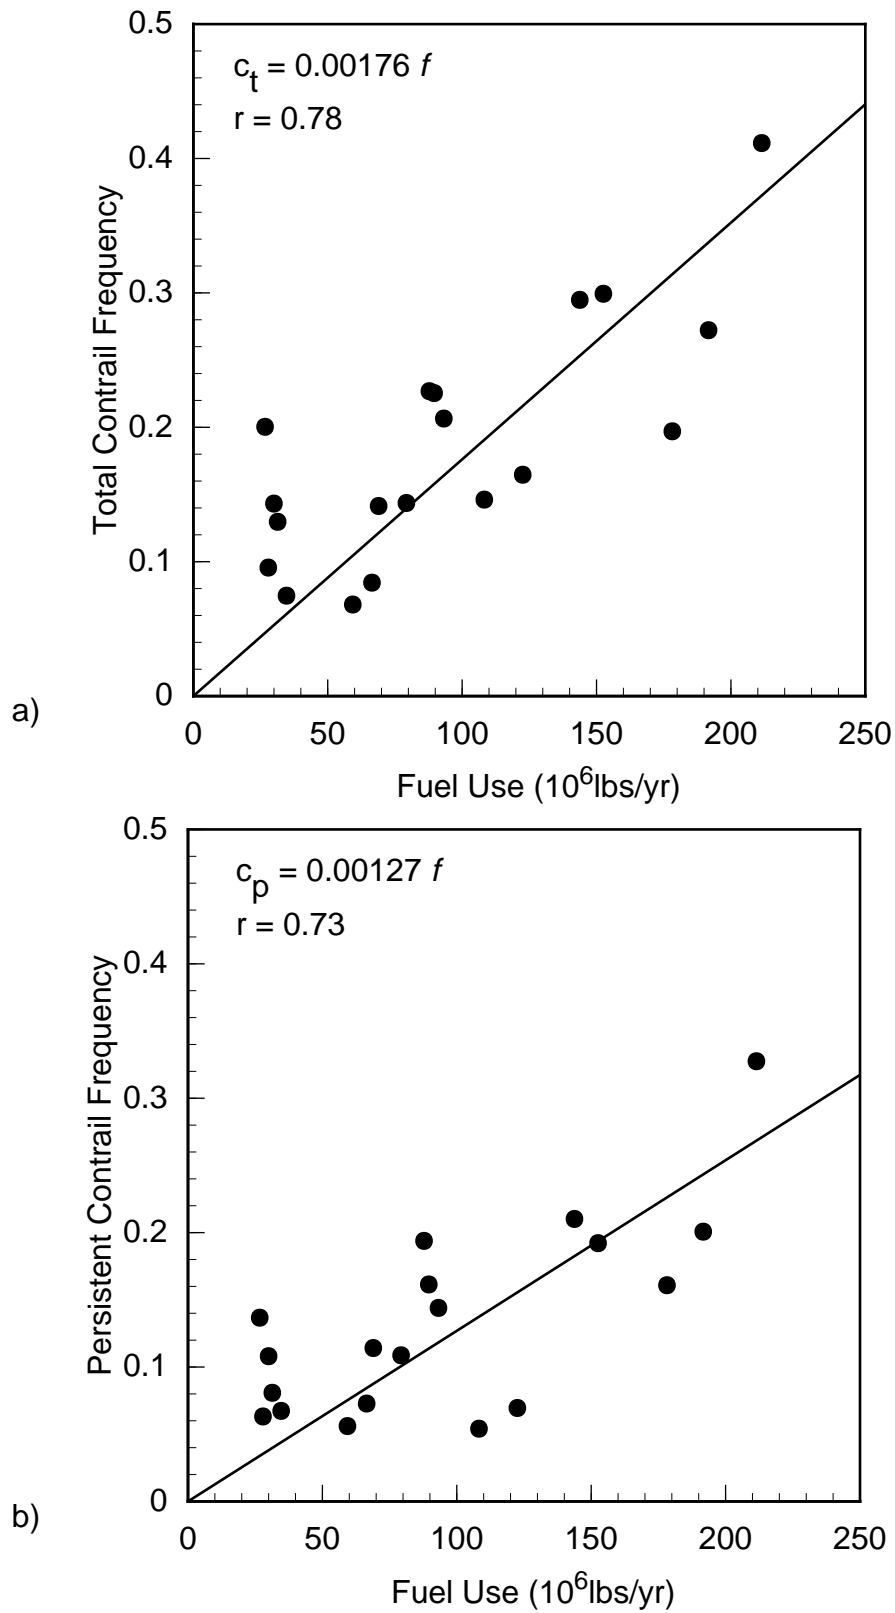 0.5
c_t = 0.00176 f
r = 0.78
0.4
0.3
0.2
0.1
0
Total Contrail Frequency
a)
0 50 100 150 200 250
Fuel Use (10^6lbs/yr)
0.5
c_p = 0.00127 f
r = 0.73
0.4
0.3
0.2
0.1
0
Persistent Contrail Frequency
b)
0 50 100 150 200 250
Fuel Use (10^6lbs/yr)